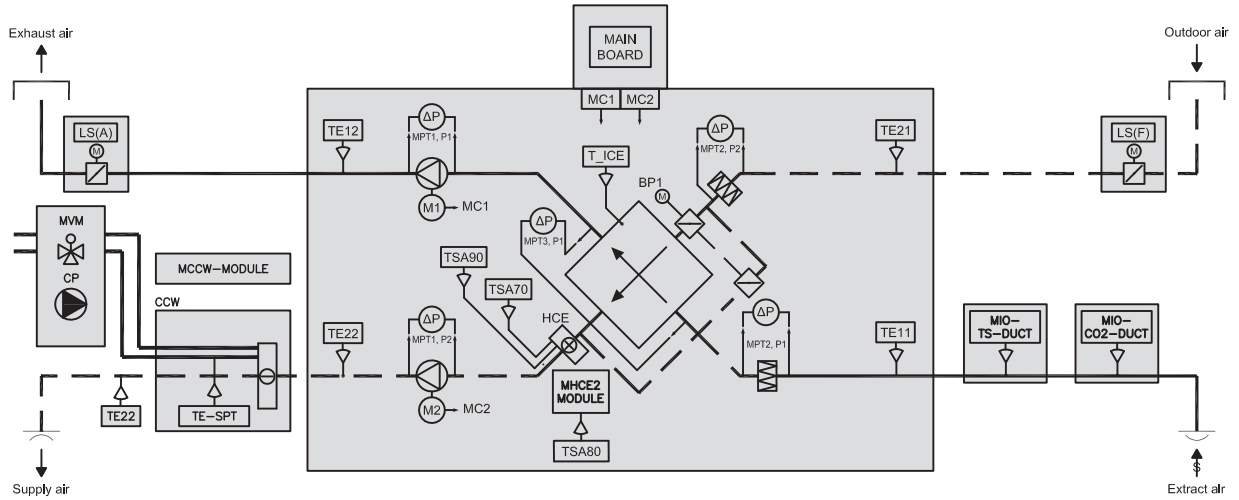 Exhaust air
MAIN
BOARD
Outdoor air
MC1
MC2
LS(A)
M
TE12
ΔP
MPT1, P1
T_ICE
ΔP
MPT2, P2
TE21
LS(F)
M
BP1
M
M1
MC1
MVM
CP
MCCW-MODULE
CCW
TSA90
ΔP
MPT3, P1
TSA70
HCE
TE22
ΔP
MPT1, P2
ΔP
MPT2, P1
TE11
MIO-
TS-DUCT
MIO-
CO2-DUCT
M2
MC2
MHCE2
MODULE
TE22
TE-SPT
TSA80
Supply air
S
Extract air